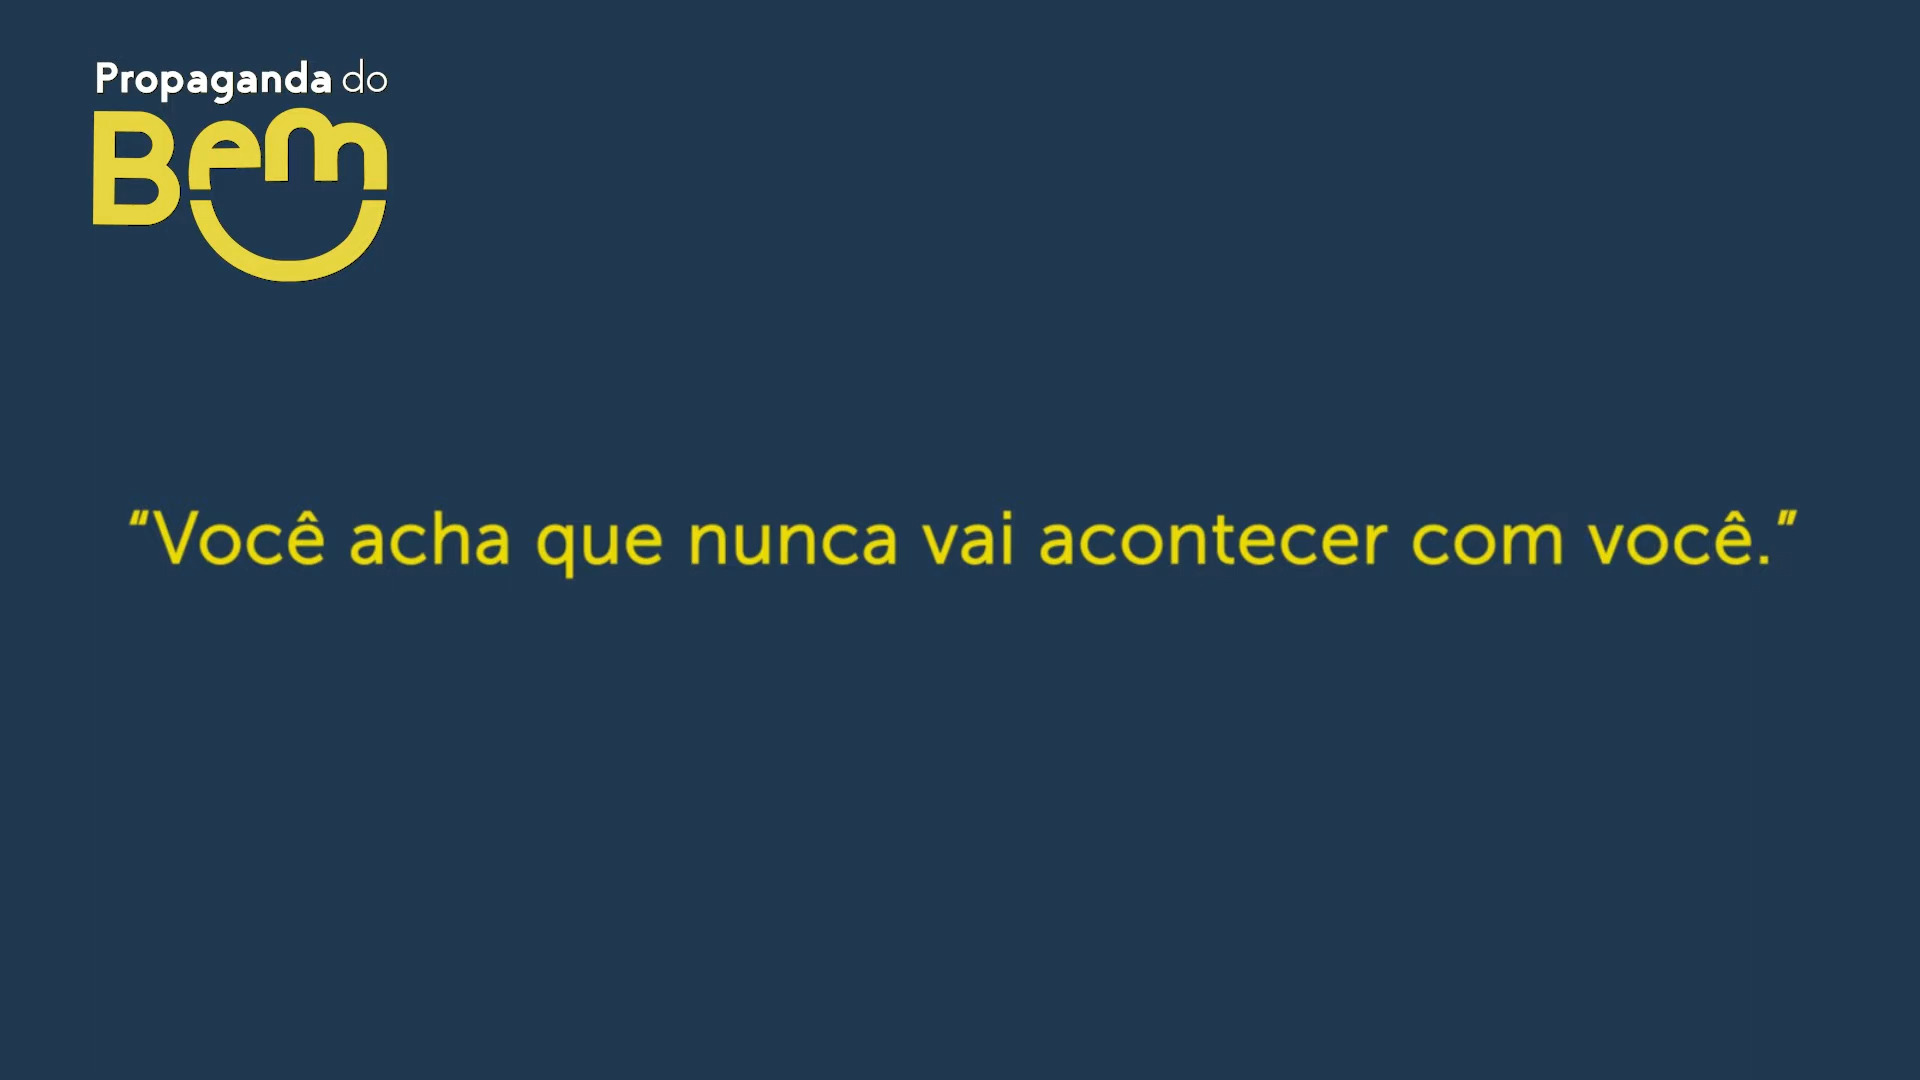 Propaganda do
Bem
“Você acha que nunca vai acontecer com você.”